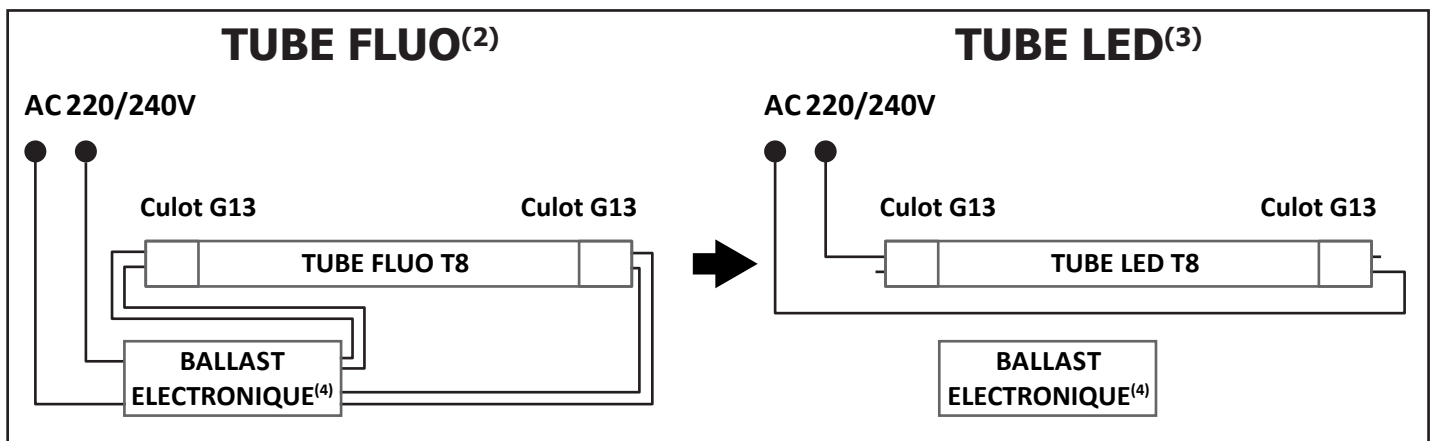 TUBE FLUO(2)
AC 220/240V
Culot G13
Culot G13
TUBE FLUO T8
BALLAST
ELECTRONIQUE(4)
TUBE LED(3)
AC 220/240V
Culot G13
Culot G13
TUBE LED T8
BALLAST
ELECTRONIQUE(4)